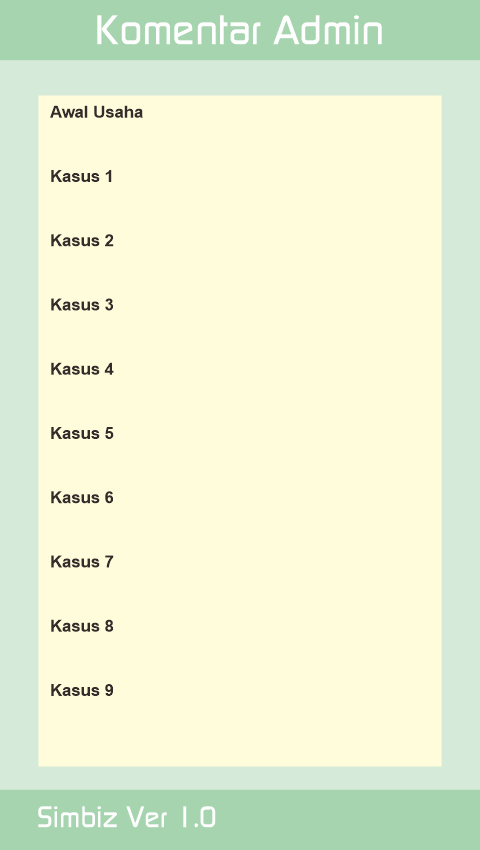 Komentar Admin
Awal Usaha
Kasus 1
Kasus 2
Kasus 3
Kasus 4
Kasus 5
Kasus 6
Kasus 7
Kasus 8
Kasus 9
Simbiz Ver 1.0